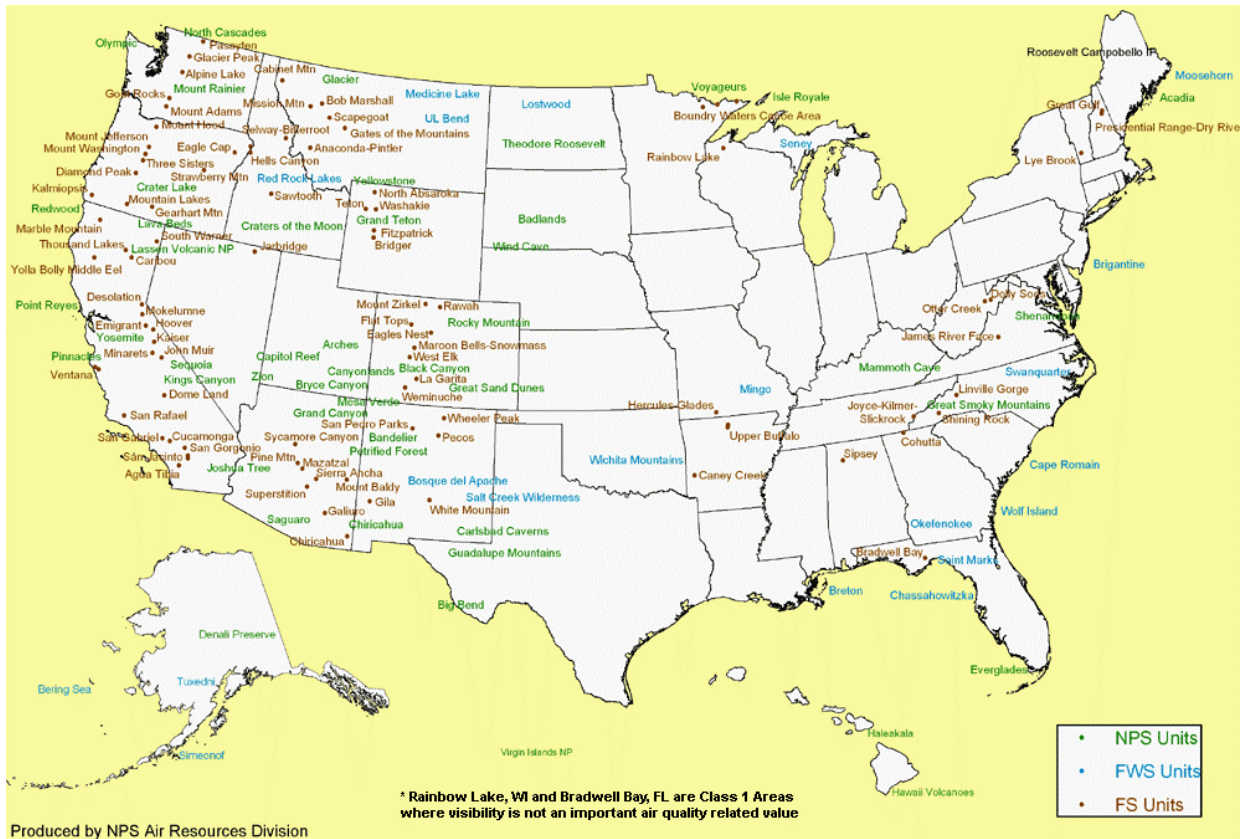 North Cascades
Olympic
Pasayten
Glacier Peak
Alpine Lake
Cabinet Mtn
Glacier
Goat Rocks
Mount Rainier
Mission Mtn
Bob Marshall
Medicine Lake
Lostwood
Voyageurs
Isle Royale
Roosevelt Campobello IP
Moosehorn
Acadia
Mount Adams
Scapegoat
UL Bend
Boundry Waters Canoe Area
Great Gulf
Mount Hood
Selway-Bitterroot
Gates of the Mountains
Presidential Range-Dry Rive
Mount Jefferson
Mount Washington
Eagle Cap
Anaconda-Pintler
Theodore Roosevelt
Rainbow Lake
Seney
Lye Brook
Three Sisters
Hells Canyon
Diamond Peak
Strawberry Mtn
Red Rock Lakes
Yellowstone
Kalmiopsis
Crater Lake
Sawtooth
North Absaroka
Mountain Lakes
Teton
Washakie
Redwood
Gearhart Mtn
Grand Teton
Badlands
Marble Mountain
Lava Beds
Craters of the Moon
Fitzpatrick
South Warner
Bridger
Thousand Lakes
Lassen Volcanic NP
Jarbridge
Wind Cave
Caribou
Yolla Bolly Middle Eel
Brigantine
Desolation
Point Reyes
Mokelumne
Mount Zirkel
Rawah
Dolly Sods
Otter Creek
Emigrant
Hoover
Flat Tops
Rocky Mountain
Shenandoah
Yosemite
Kaiser
Eagles Nest
James River Face
Pinnacles
Minarets
John Muir
Capitol Reef
Arches
Maroon Bells-Snowmass
West Elk
Ventana
Sequoia
Kings Canyon
Zion
Canyonlands
Black Canyon
Mammoth Cave
Swanquarter
Bryce Canyon
La Garita
Great Sand Dunes
Mingo
Dome Land
Weminuche
Linville Gorge
Mesa Verde
Hercules-Glades
Joyce-Kilmer-
Slickrock
Great Smoky Mountains
San Rafael
Grand Canyon
San Pedro Parks
Wheeler Peak
Shining Rock
San Gabriel
Cucamonga
Sycamore Canyon
Bandelier
Pecos
Upper Buffalo
Cohutta
San Gorgonio
Pine Mtn
Petrified Forest
San Jacinto
Mazatzal
Wichita Mountains
Sipsey
Cape Romain
Agua Tibia
Joshua Tree
Sierra Ancha
Caney Creek
Mount Baldy
Bosque del Apache
Superstition
Salt Creek Wilderness
Gila
White Mountain
Wolf Island
Galiuro
Saguaro
Chiricahua
Okefenokee
Carlsbad Caverns
Chiricahua
Guadalupe Mountains
Bradwell Bay
Saint Marks
Breton
Chassahowitzka
Big Bend
Denali Preserve
Everglades
Bering Sea
Tuxedni
Simeonof
Virgin Islands NP
Haleakala
Hawaii Volcanoes
NPS Units
FWS Units
FS Units
* Rainbow Lake, WI and Bradwell Bay, FL are Class 1 Areas
where visibility is not an important air quality related value
Produced by NPS Air Resources Division